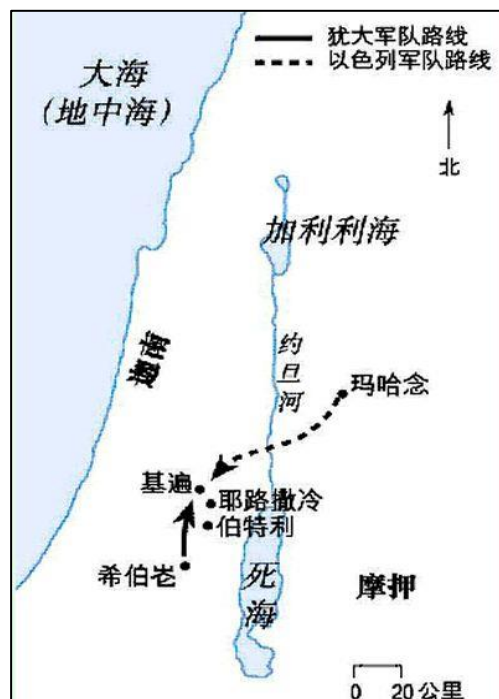 犹大军队路线
以色列军队路线
大海
(地中海)
北
加利利海
迦南
约旦河
玛哈念
基遍
耶路撒冷
伯特利
希伯仑
死海
摩押
0 20公里